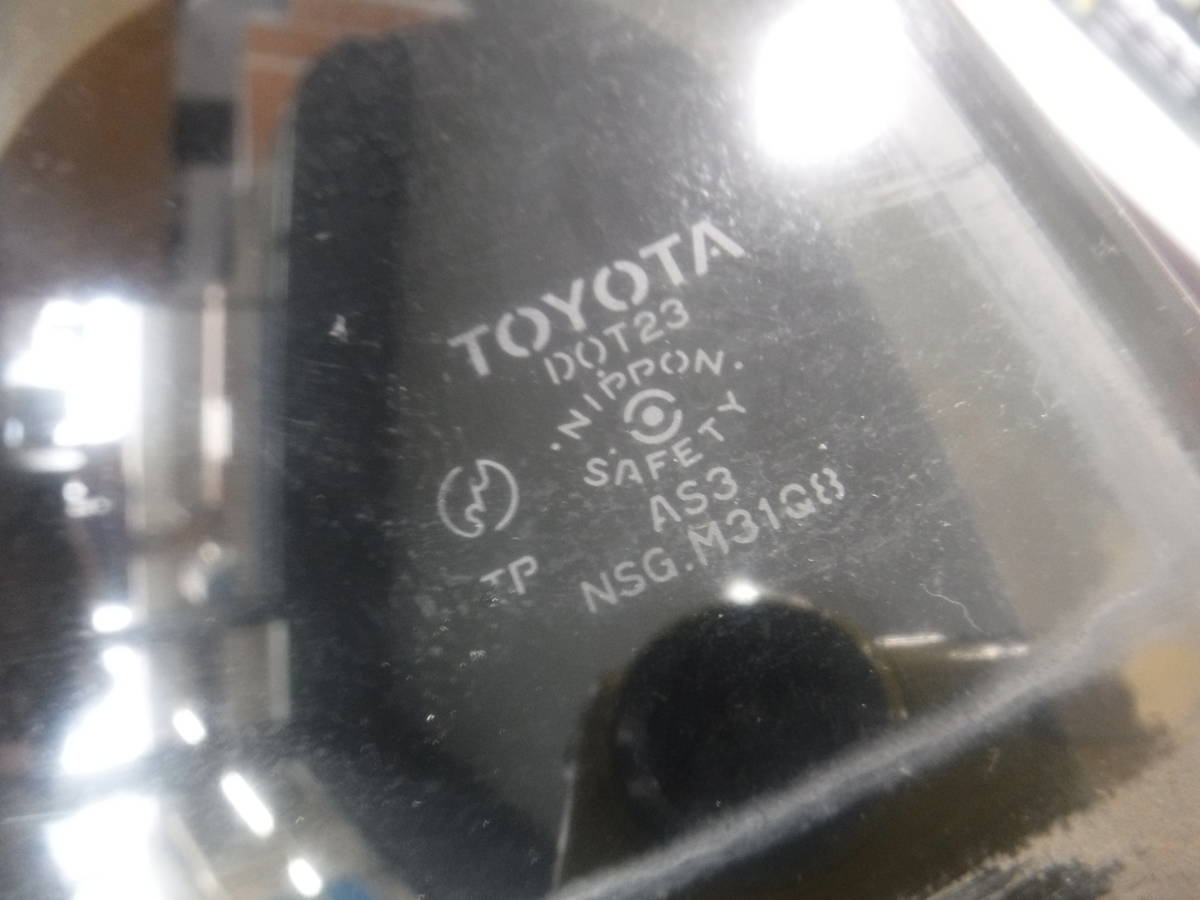 TOYOTA
DOT23
.NIPPON.
SAFETY
AS3
TP
NSG.M31Q8